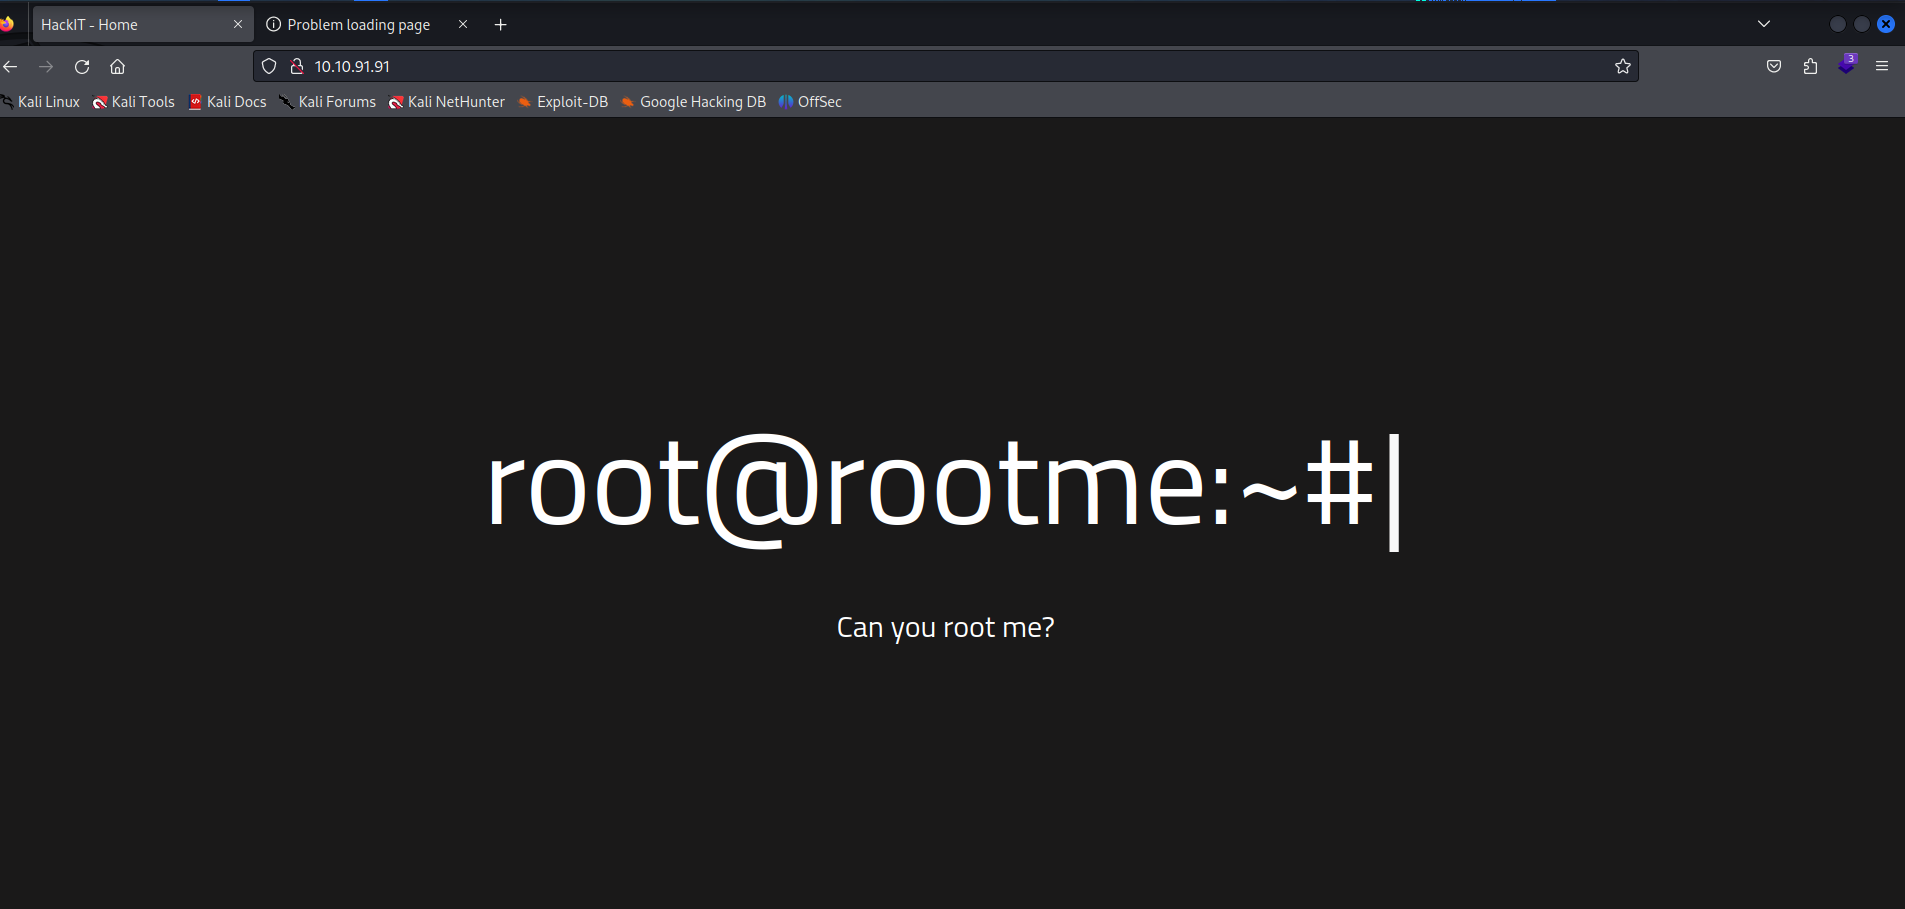 HackIT - Home
Problem loading page
10.10.91.91
3
Kali Linux
Kali Tools
Kali Docs
Kali Forums
Kali NetHunter
Exploit-DB
Google Hacking DB
OffSec
root@rootme:~#|
Can you root me?